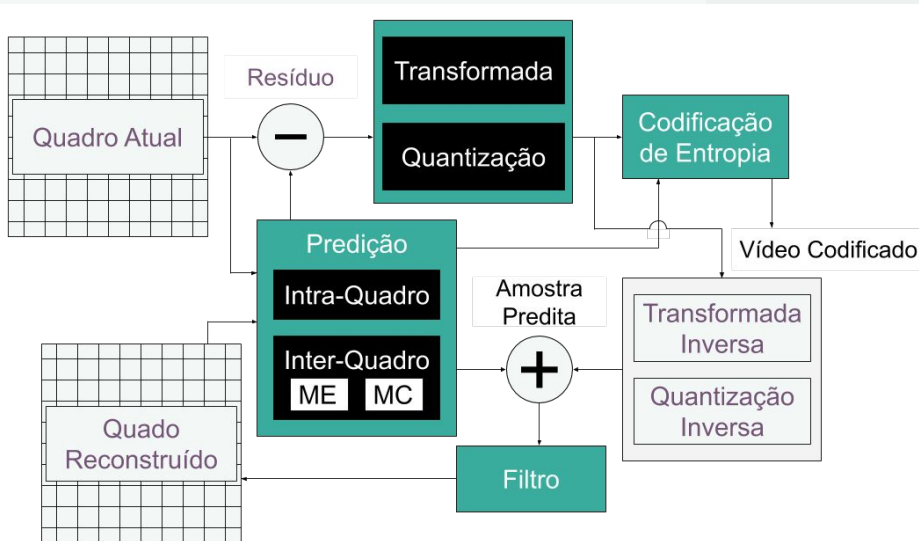 Resíduo
Quadro Atual
−
Transformada
Quantização
Codificação
de Entropia
Vídeo Codificado
Predição
Intra-Quadro
Inter-Quadro
ME
MC
Amostra
Predita
+
Transformada
Inversa
Quantização
Inversa
Quado
Reconstruído
Filtro